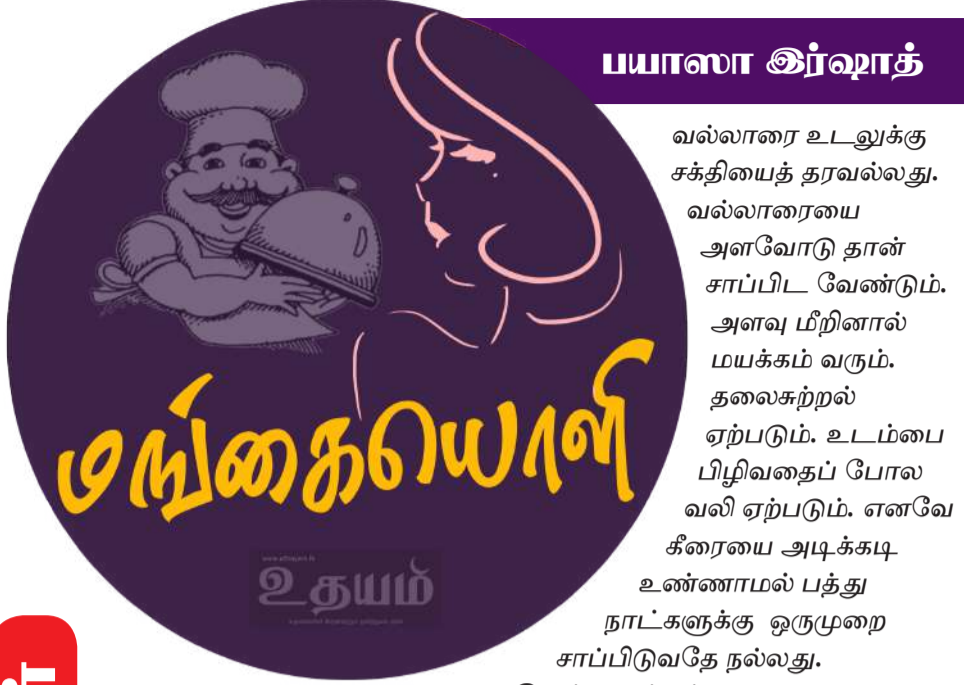 பயாஸா இர்ஷாத்
வல்லாரை உடலுக்கு
சக்தியைத் தரவல்லது.
வல்லாரையை
அளவோடு தான்
சாப்பிட வேண்டும்.
அளவு மீறினால்
மயக்கம் வரும்.
தலைசுற்றல்
ஏற்படும். உடம்பை
பிழிவதைப் போல
வலி ஏற்படும். எனவே
கீரையை அடிக்கடி
உண்ணாமல் பத்து
நாட்களுக்கு ஒருமுறை
சாப்பிடுவதே நல்லது.
மங்கையொளி
உதயம்